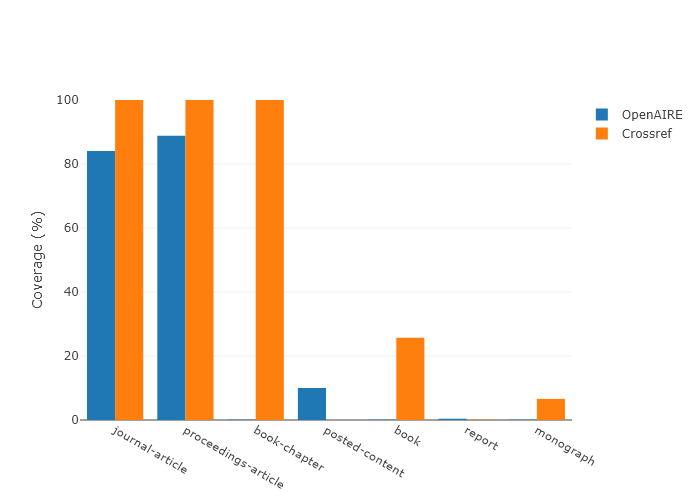 100
80
60
40
20
0
Coverage (%)
journal-article
proceedings-article
book-chapter
posted-content
book
report
monograph
OpenAIRE
Crossref